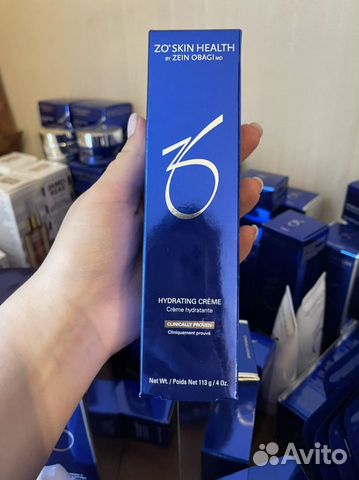 ZO® SKIN HEALTH
BY ZEIN OBAGI MD
HYDRATING CRÈME
Crème hydratante
CLINICALLY PROVEN
Cliniquement prouvé
Net Wt. / Poids Net 113 g / 4 Oz.
Avito